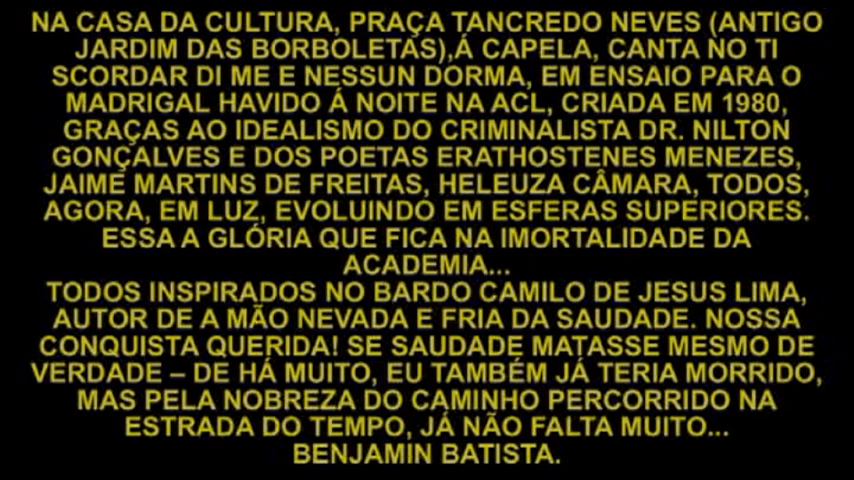 NA CASA DA CULTURA, PRAÇA TANCREDO NEVES (ANTIGO
JARDIM DAS BORBOLETAS),Á CAPELA, CANTA NO TI
SCORDAR DI ME E NESSUN DORMA, EM ENSAIO PARA O
MADRIGAL HAVIDO Á NOITE NA ACL, CRIADA EM 1980,
GRAÇAS AO IDEALISMO DO CRIMINALISTA DR. NILTON
GONÇALVES E DOS POETAS ERATHOSTENES MENEZES,
JAIME MARTINS DE FREITAS, HELEUZA CÂMARA, TODOS,
AGORA, EM LUZ, EVOLUINDO EM ESFERAS SUPERIORES.
ESSA A GLÓRIA QUE FICA NA IMORTALIDADE DA
ACADEMIA...
TODOS INSPIRADOS NO BARDO CAMILO DE JESUS LIMA,
AUTOR DE A MÃO NEVADA E FRIA DA SAUDADE. NOSSA
CONQUISTA QUERIDA! SE SAUDADE MATASSE MESMO DE
VERDADE – DE HÁ MUITO, EU TAMBÉM JÁ TERIA MORRIDO,
MAS PELA NOBREZA DO CAMINHO PERCORRIDO NA
ESTRADA DO TEMPO, JÁ NÃO FALTA MUITO...
BENJAMIN BATISTA.